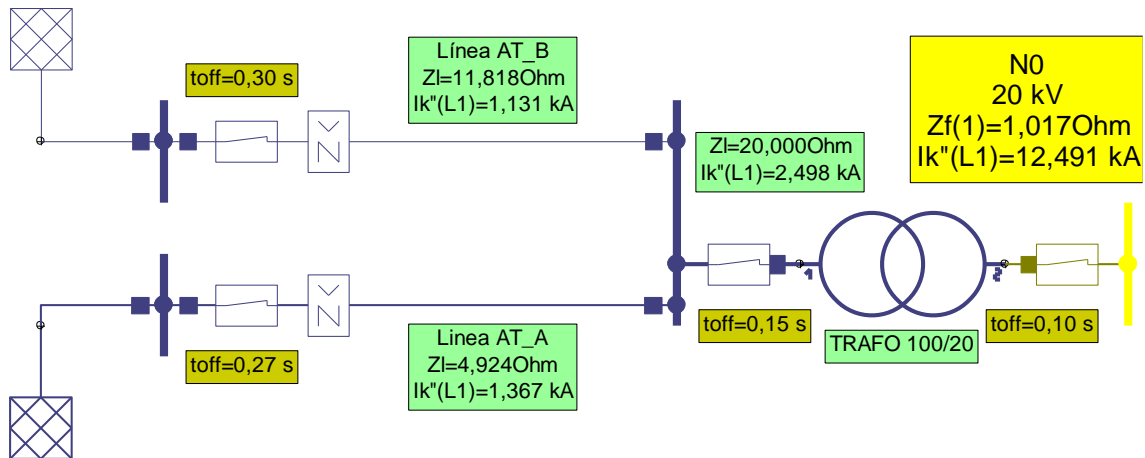 Línea AT_B
Zl=11,818Ohm
Ik"(L1)=1,131 kA
toff=0,30 s
N0
20 kV
Zf(1)=1,017Ohm
Ik"(L1)=12,491 kA
Zl=20,000Ohm
Ik"(L1)=2,498 kA
Z<
Z<
1
2
toff=0,15 s
toff=0,10 s
TRAFO 100/20
toff=0,27 s
Linea AT_A
Zl=4,924Ohm
Ik"(L1)=1,367 kA